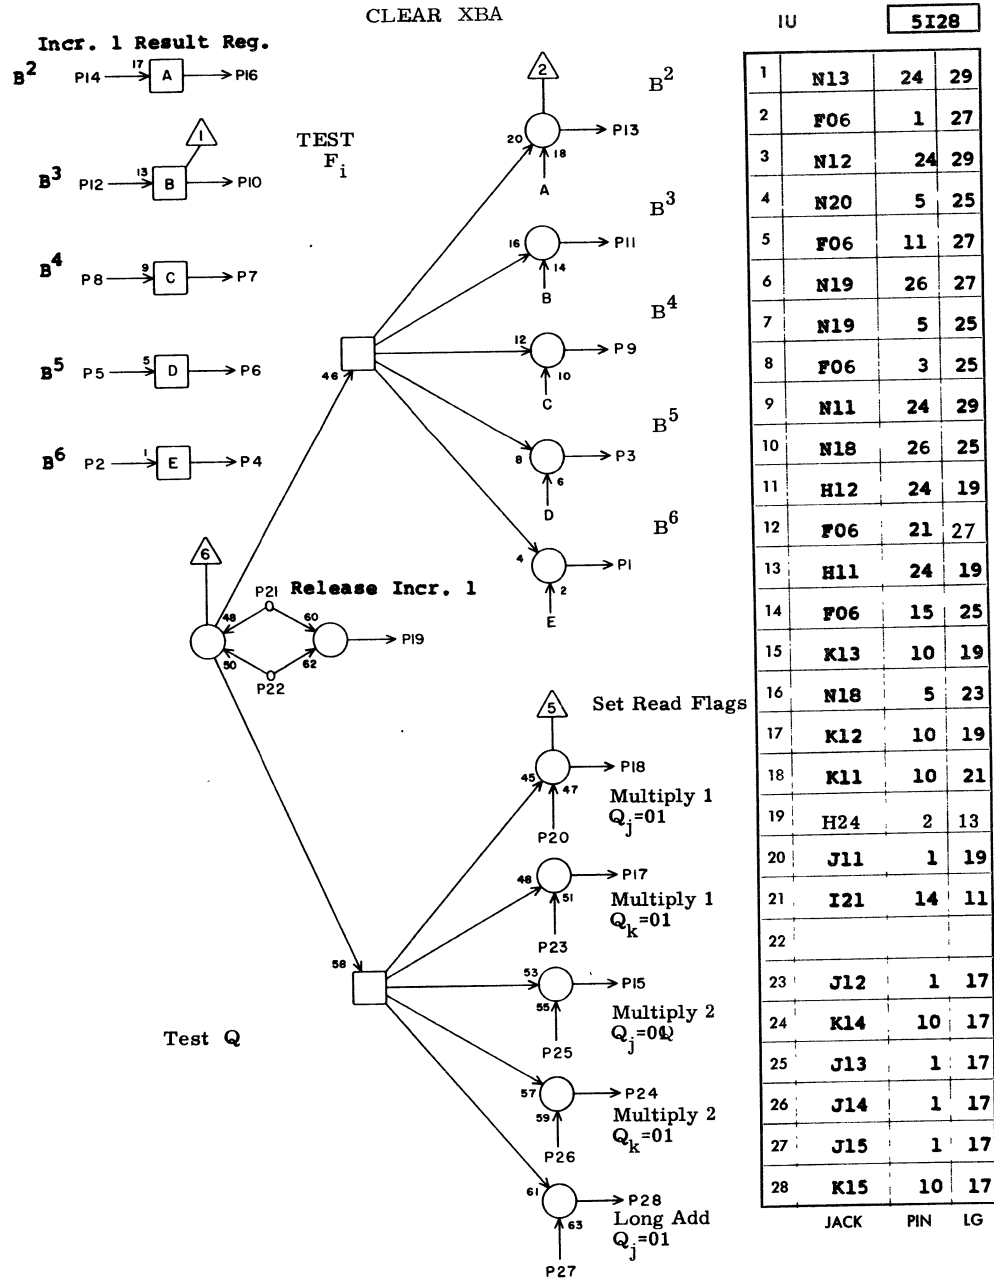 CLEAR XBA
IU 5I28
Incr. 1 Result Reg.
B2 P14 17 A P16
1
B3 P12 13 B P10
B4 P8 9 C P7
B5 P5 5 D P6
B6 P2 1 E P4
TEST
Fi
46
2
B2
20 18 P13
A
B3
16 14 P11
B
B4
12 10 P9
C
B5
8 6 P3
D
B6
4 2 P1
E
6
P21 Release Incr. 1
48 60
P19
50 62
P22
58
Test Q
5 Set Read Flags
45 47 P18
Multiply 1
Qj=01
P20
48 51 P17
Multiply 1
Qk=01
P23
53 55 P15
Multiply 2
P25
57 59 P24
Multiply 2
Qk=01
P26
61 63 P28
Long Add
Qj=01
P27
1 N13 24 29
2 F06 1 27
3 N12 24 29
4 N20 5 25
5 F06 11 27
6 N19 26 27
7 N19 5 25
8 F06 3 25
9 N11 24 29
10 N18 26 25
11 H12 24 19
12 F06 21 27
13 H11 24 19
14 F06 15 25
15 K13 10 19
16 N18 5 23
17 K12 10 19
18 K11 10 21
19 H24 2 13
20 J11 1 19
21 I21 14 11
22
23 J12 1 17
24 K14 10 17
25 J13 1 17
26 J14 1 17
27 J15 1 17
28 K15 10 17
JACK PIN LG